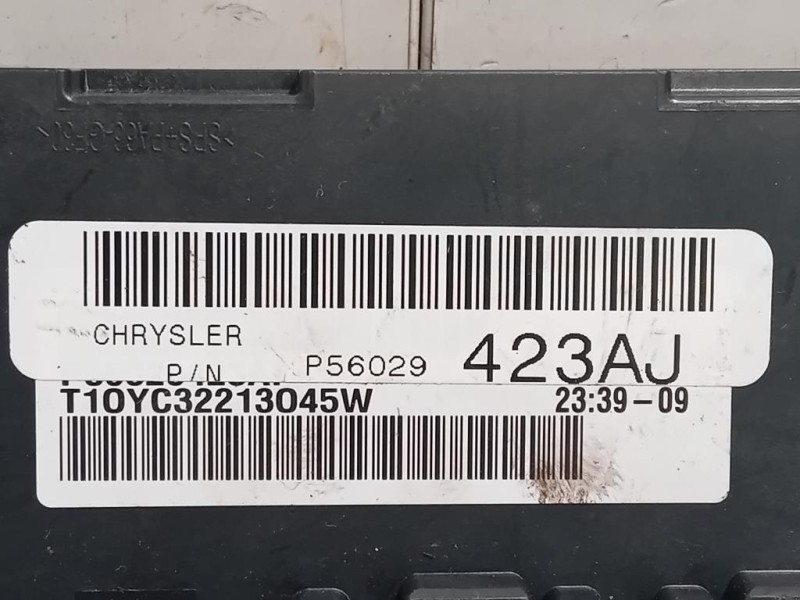 CHRYSLER
P/N P56029 423AJ
T10YC32213045W 23:39-09